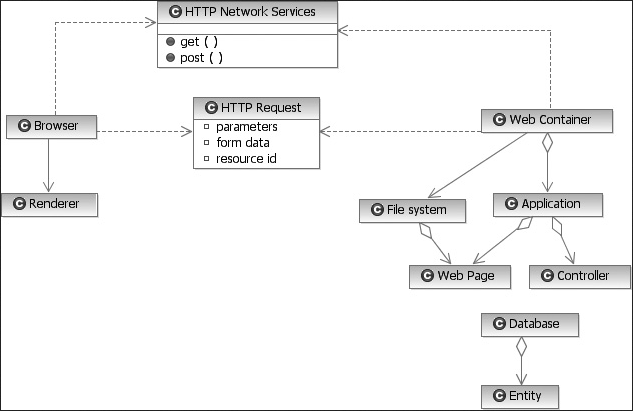 C HTTP Network Services
get ( )
post ( )
C HTTP Request
parameters
form data
resource id
C Browser
C Web Container
C Renderer
C File system
C Application
C Web Page
C Controller
C Database
C Entity